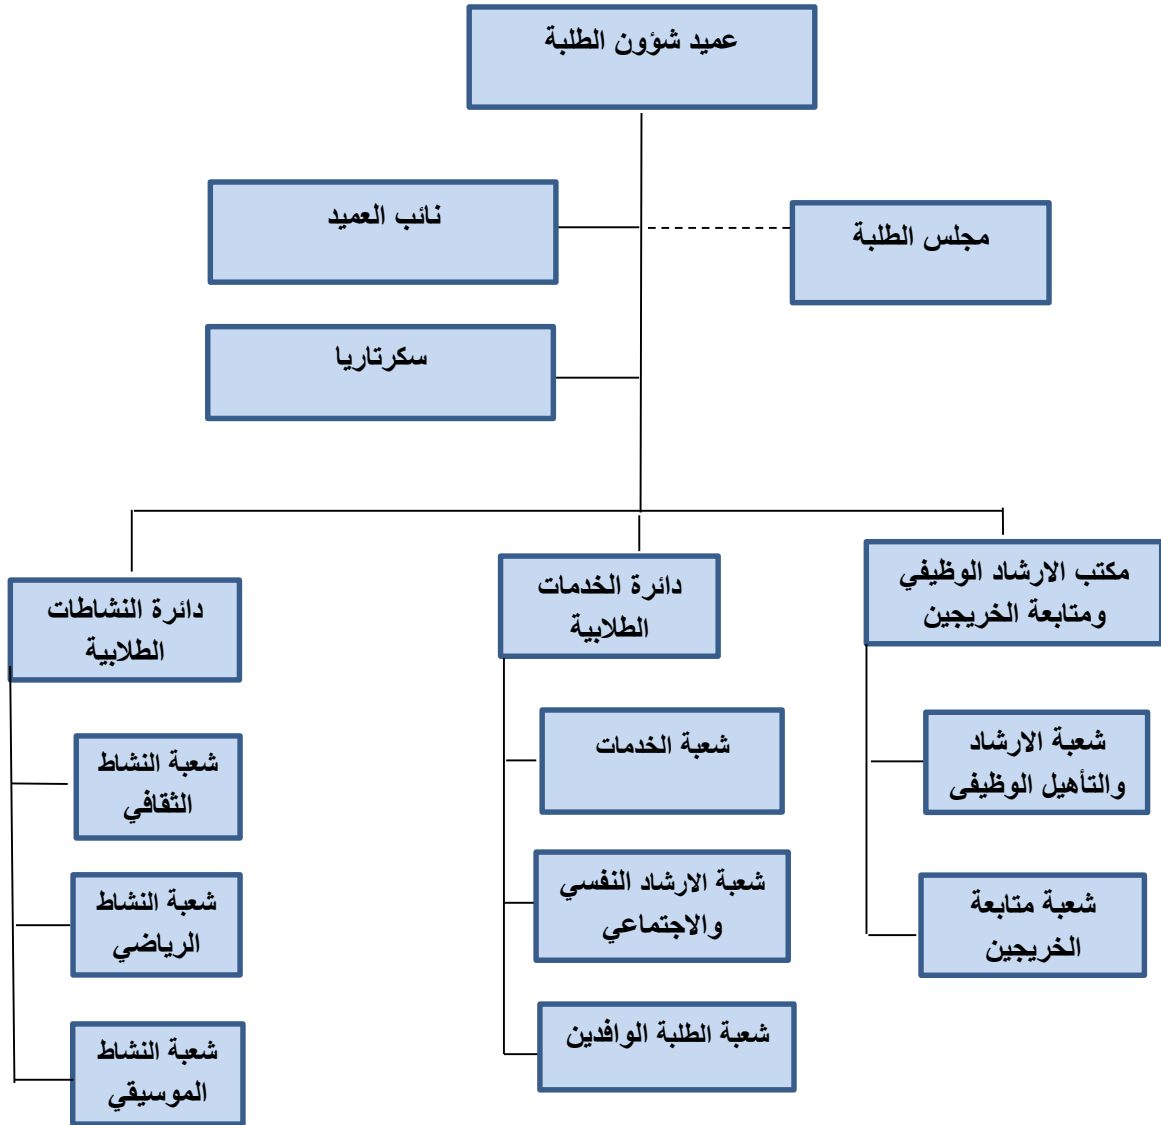 عميد شؤون الطلبة
نائب العميد
مجلس الطلبة
سكرتاريا
مكتب الارشاد الوظيفي
ومتابعة الخريجين
شعبة الارشاد
والتأهيل الوظيفى
شعبة متابعة
الخريجين
دائرة الخدمات
الطلابية
شعبة الخدمات
شعبة الارشاد النفسي
والاجتماعي
شعبة الطلبة الوافدين
دائرة النشاطات
الطلابية
شعبة النشاط
الثقافي
شعبة النشاط
الرياضي
شعبة النشاط
الموسيقي